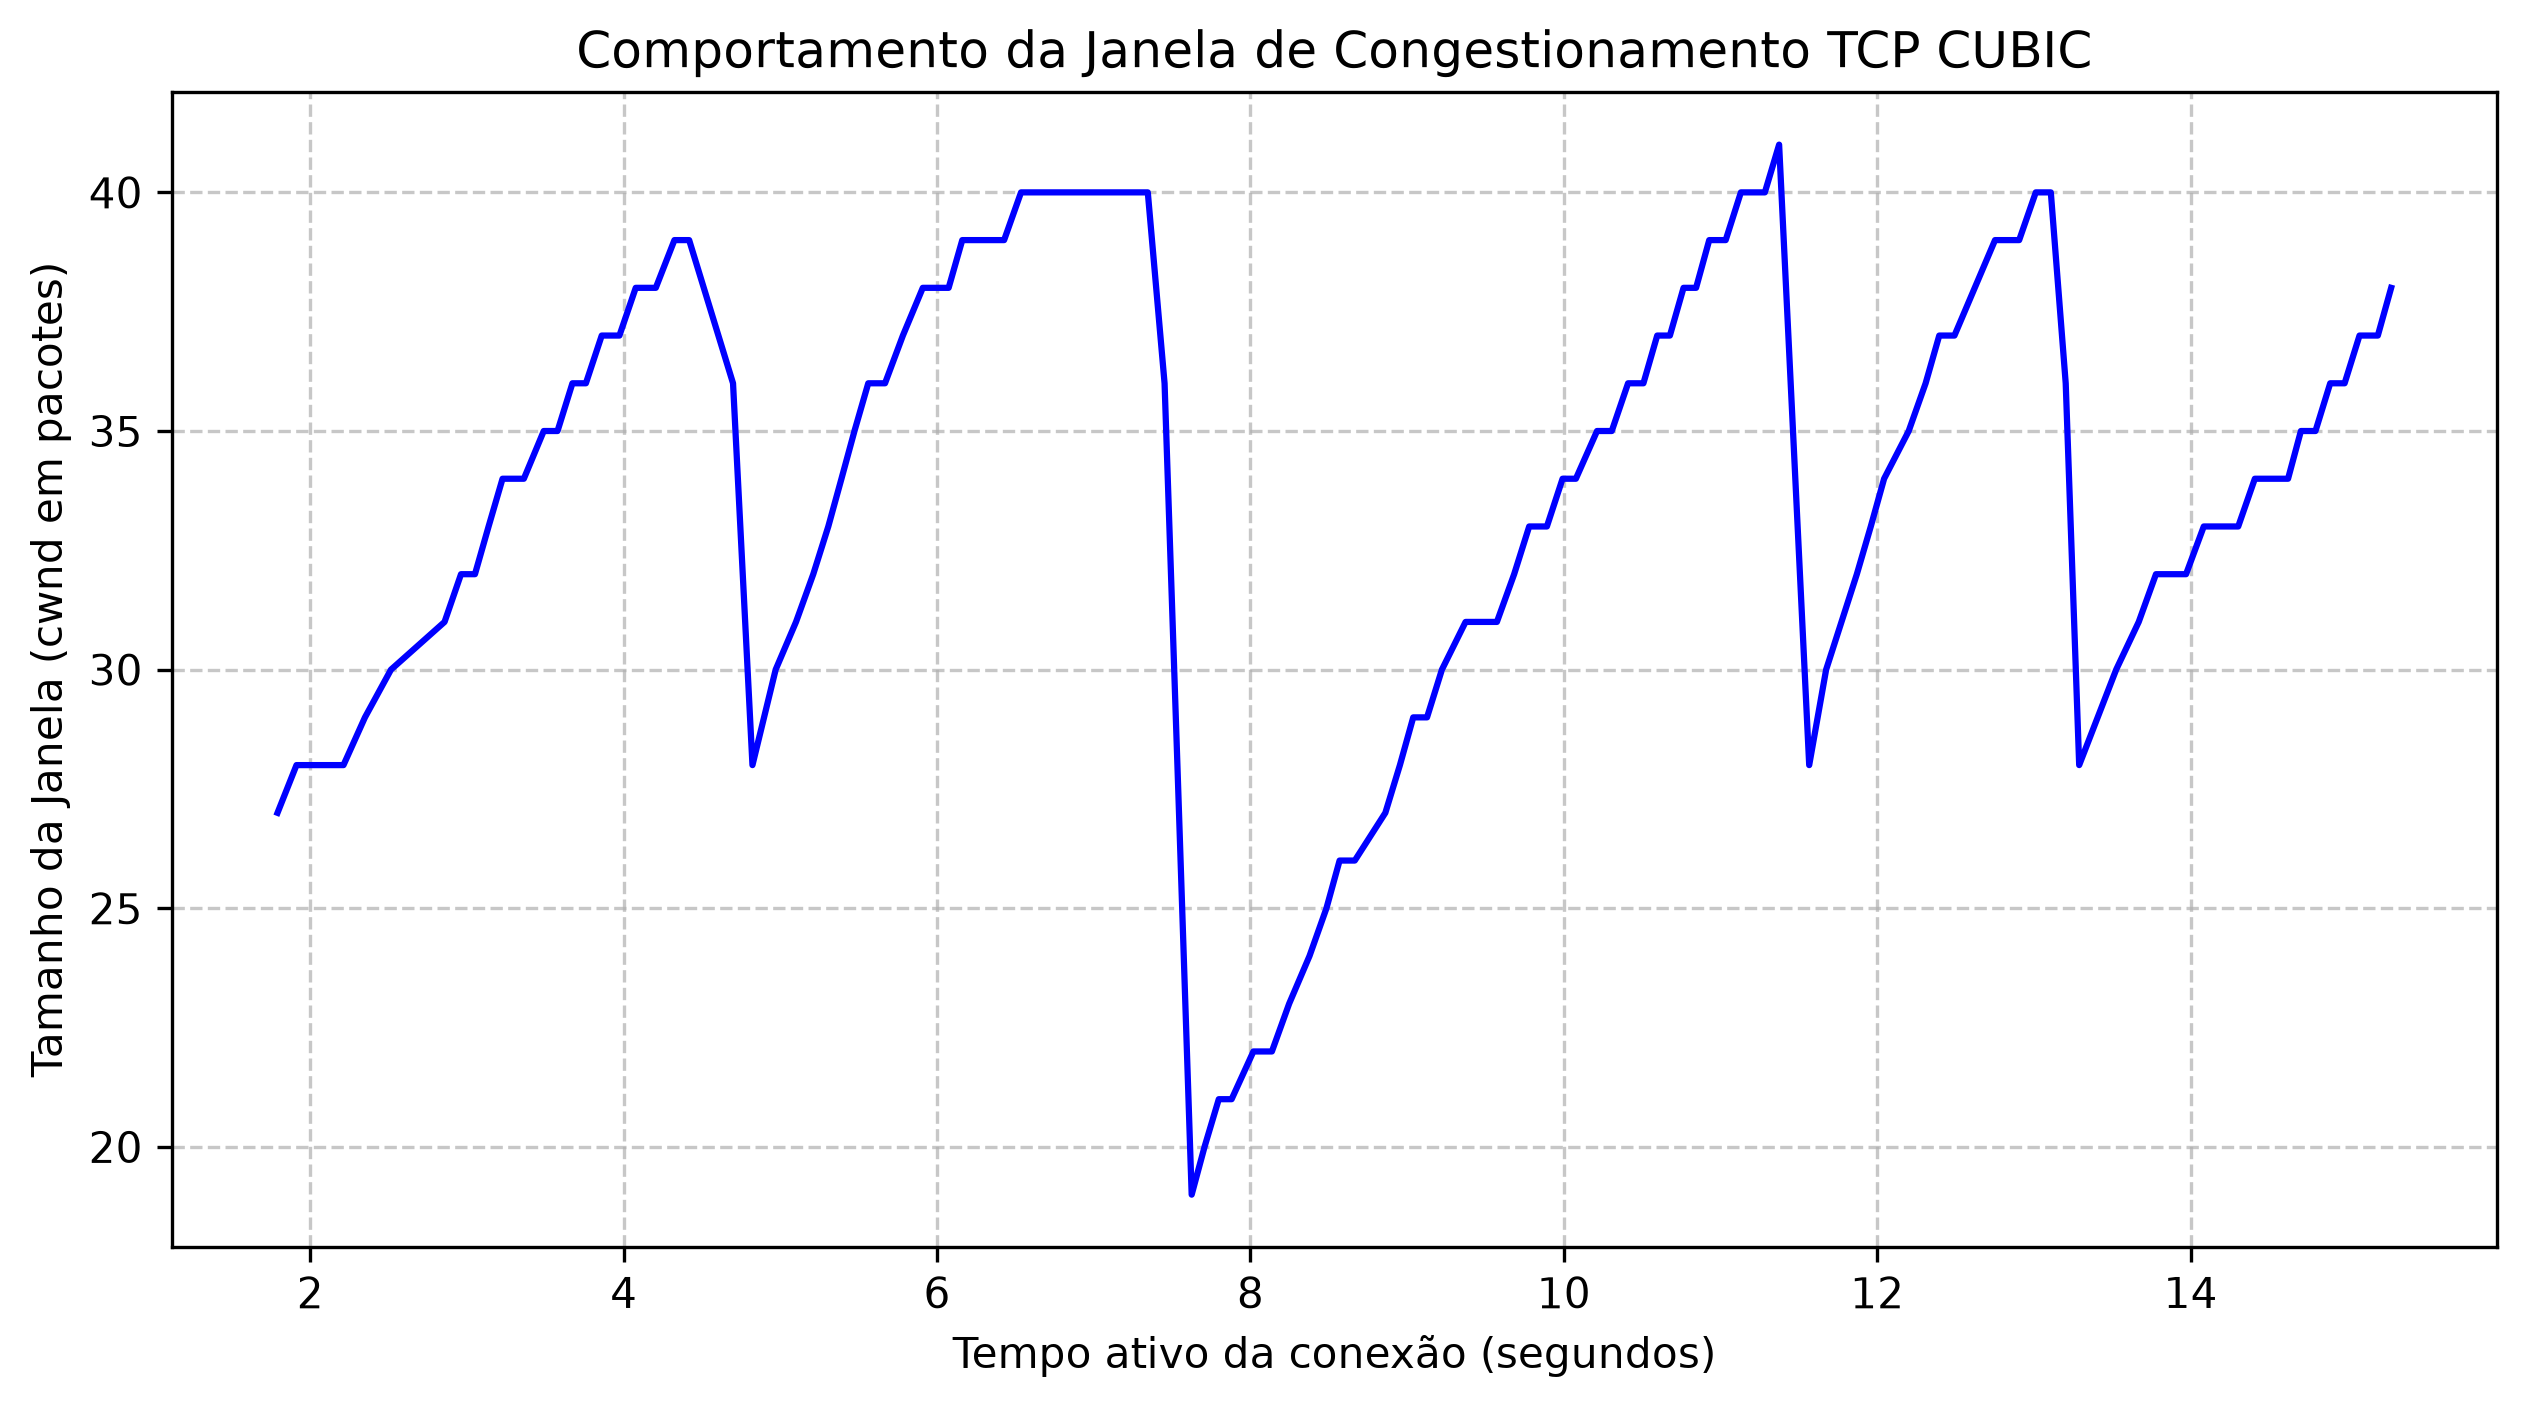 Comportamento da Janela de Congestionamento TCP CUBIC
Tamanho da Janela (cwnd em pacotes)
40
35
30
25
20
2 4 6 8 10 12 14
Tempo ativo da conexão (segundos)